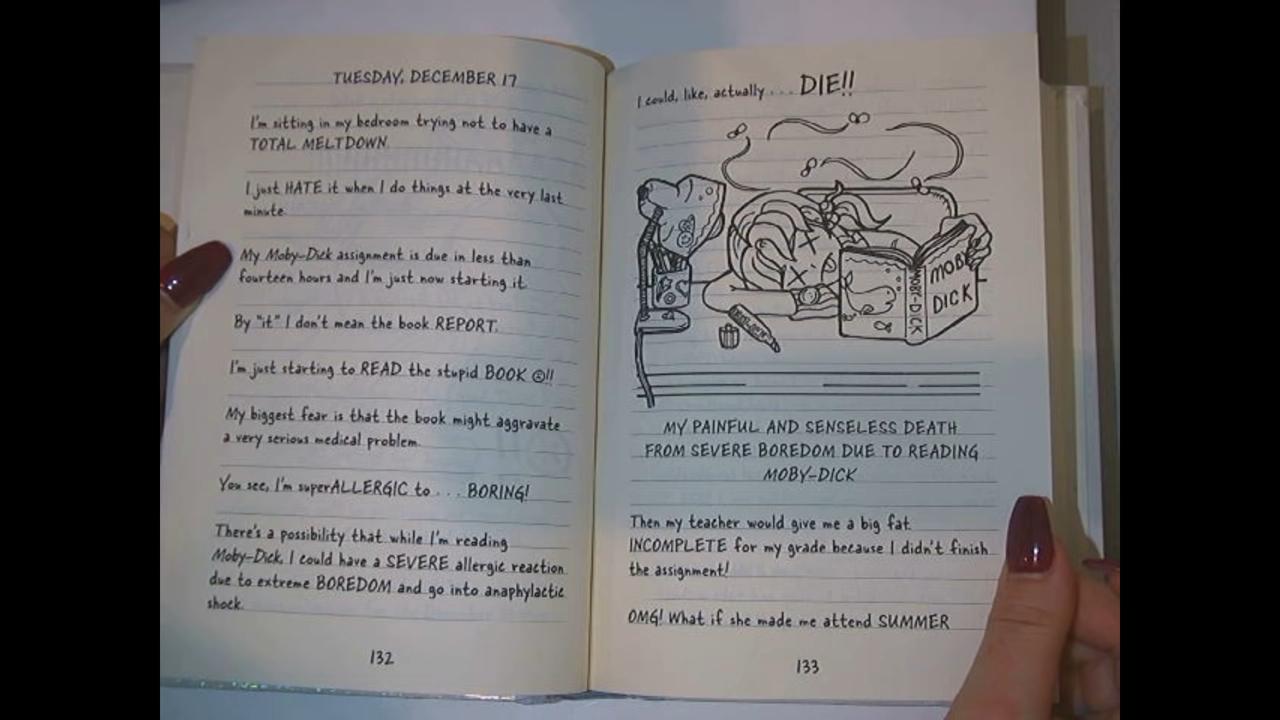 TUESDAY, DECEMBER 17
I'm sitting in my bedroom trying not to have a
TOTAL MELTDOWN.
I just HATE it when I do things at the very last
minute.
My Moby-Dick assignment is due in less than
fourteen hours and I'm just now starting it.
By "it" I don't mean the book REPORT.
I'm just starting to READ the stupid BOOK ☹!!
My biggest fear is that the book might aggravate
a very serious medical problem.
You see, I'm superALLERGIC to . . . BORING!
There's a possibility that while I'm reading
Moby-Dick, I could have a SEVERE allergic reaction
due to extreme BOREDOM and go into anaphylactic
shock.
132
I could, like, actually . . . DIE!!
MOBY-DICK
MOBY
DICK
MY PAINFUL AND SENSELESS DEATH
FROM SEVERE BOREDOM DUE TO READING
MOBY-DICK
Then my teacher would give me a big fat
INCOMPLETE for my grade because I didn't finish
the assignment!
OMG! What if she made me attend SUMMER
133